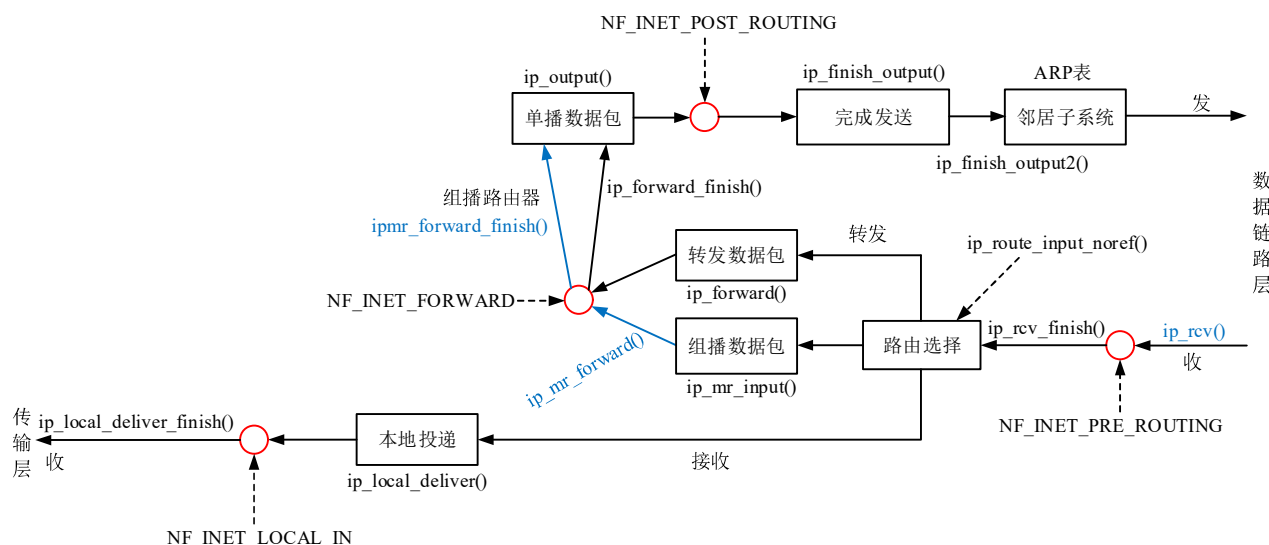 NF_INET_POST_ROUTING
ip_output()
ip_finish_output()
ARP表
单播数据包
完成发送
邻居子系统
发
ip_finish_output2()
组播路由器
ipmr_forward_finish()
ip_forward_finish()
数据链路层
转发
ip_route_input_noref()
转发数据包
ip_forward()
NF_INET_FORWARD
ip_mr_forward()
组播数据包
ip_mr_input()
路由选择
ip_rcv_finish()
ip_rcv()
收
NF_INET_PRE_ROUTING
传输层
ip_local_deliver_finish()
收
本地投递
ip_local_deliver()
接收
NF_INET_LOCAL_IN